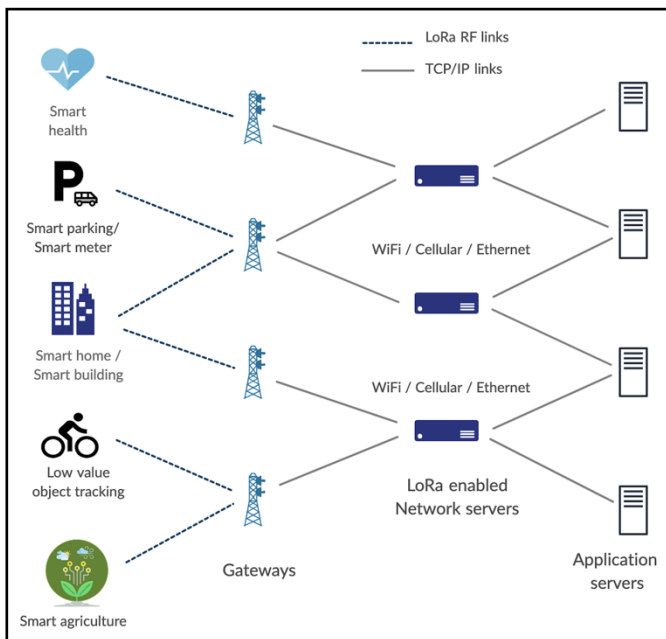 LoRa RF links
TCP/IP links
Smart
health
P
Smart parking/
Smart meter
WiFi / Cellular / Ethernet
Smart home /
Smart building
WiFi / Cellular / Ethernet
Low value
object tracking
LoRa enabled
Network servers
Gateways
Application
servers
Smart agriculture